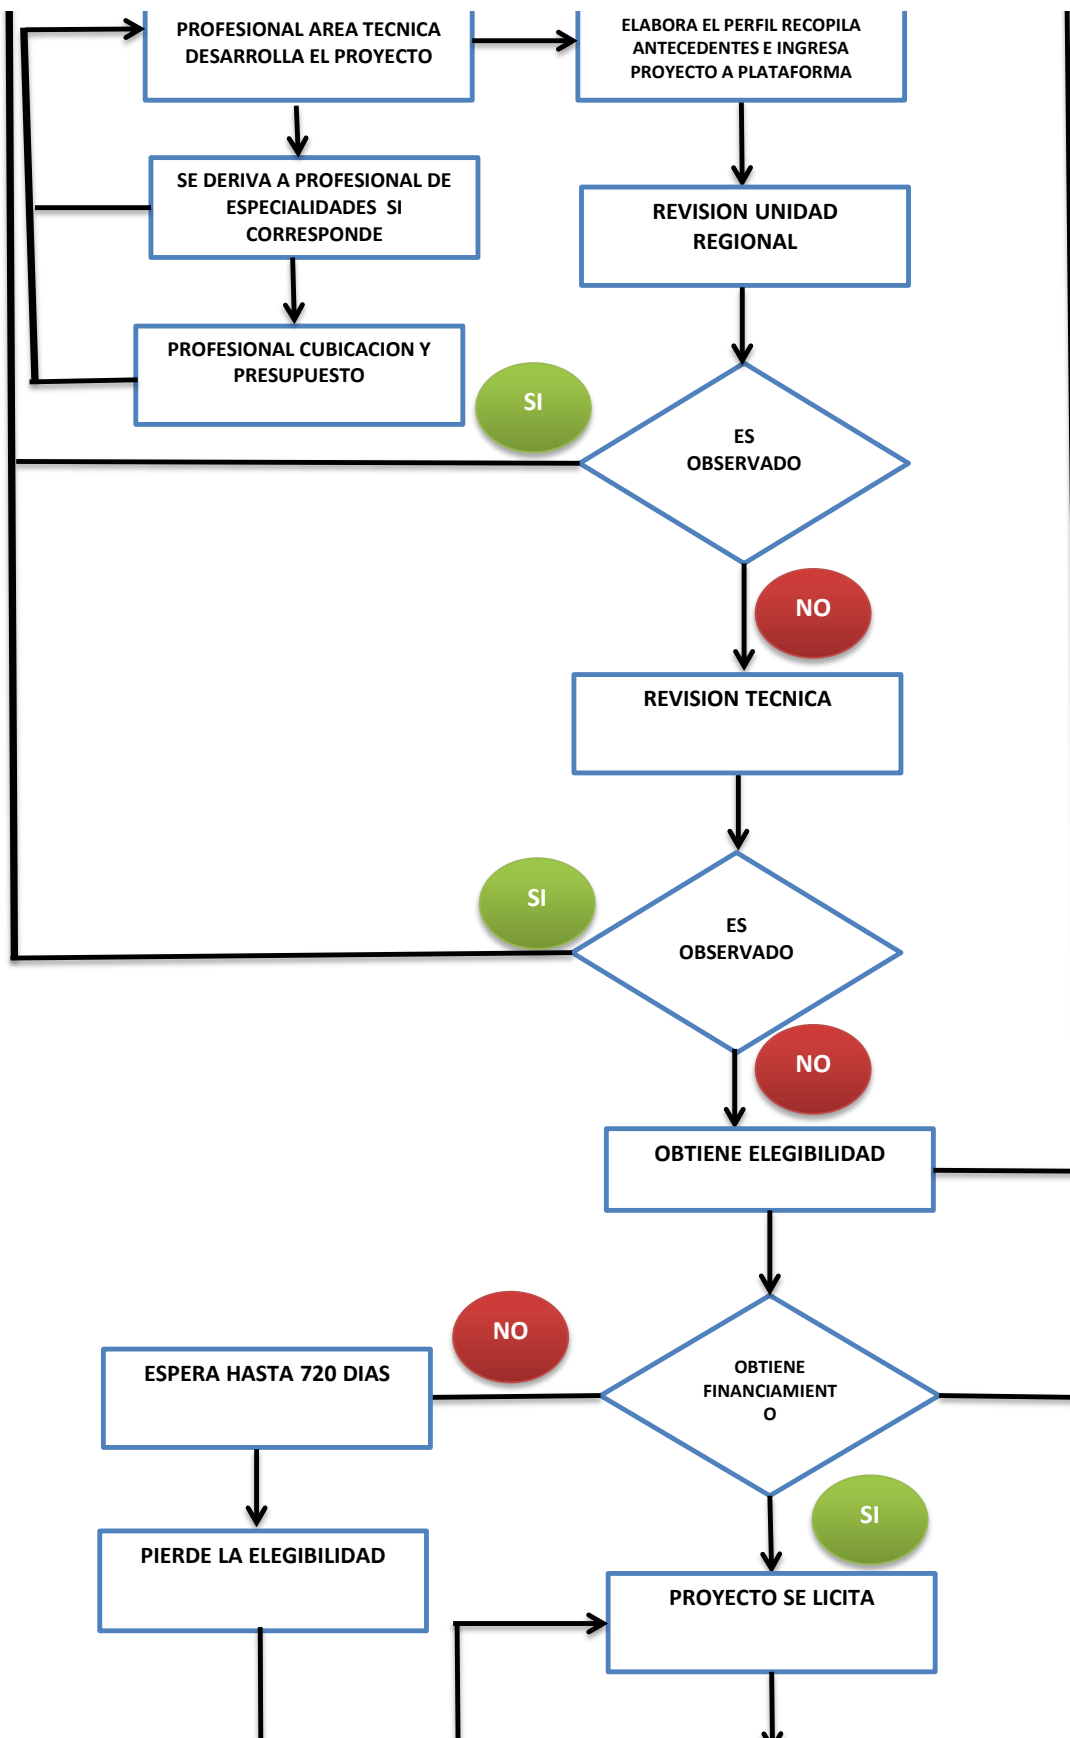 PROFESIONAL AREA TECNICA
DESARROLLA EL PROYECTO
ELABORA EL PERFIL RECOPILA
ANTECEDENTES E INGRESA
PROYECTO A PLATAFORMA
SE DERIVA A PROFESIONAL DE
ESPECIALIDADES SI
CORRESPONDE
REVISION UNIDAD
REGIONAL
PROFESIONAL CUBICACION Y
PRESUPUESTO
SI
ES
OBSERVADO
NO
REVISION TECNICA
SI
ES
OBSERVADO
NO
OBTIENE ELEGIBILIDAD
NO
ESPERA HASTA 720 DIAS
OBTIENE
FINANCIAMIENT
O
SI
PIERDE LA ELEGIBILIDAD
PROYECTO SE LICITA